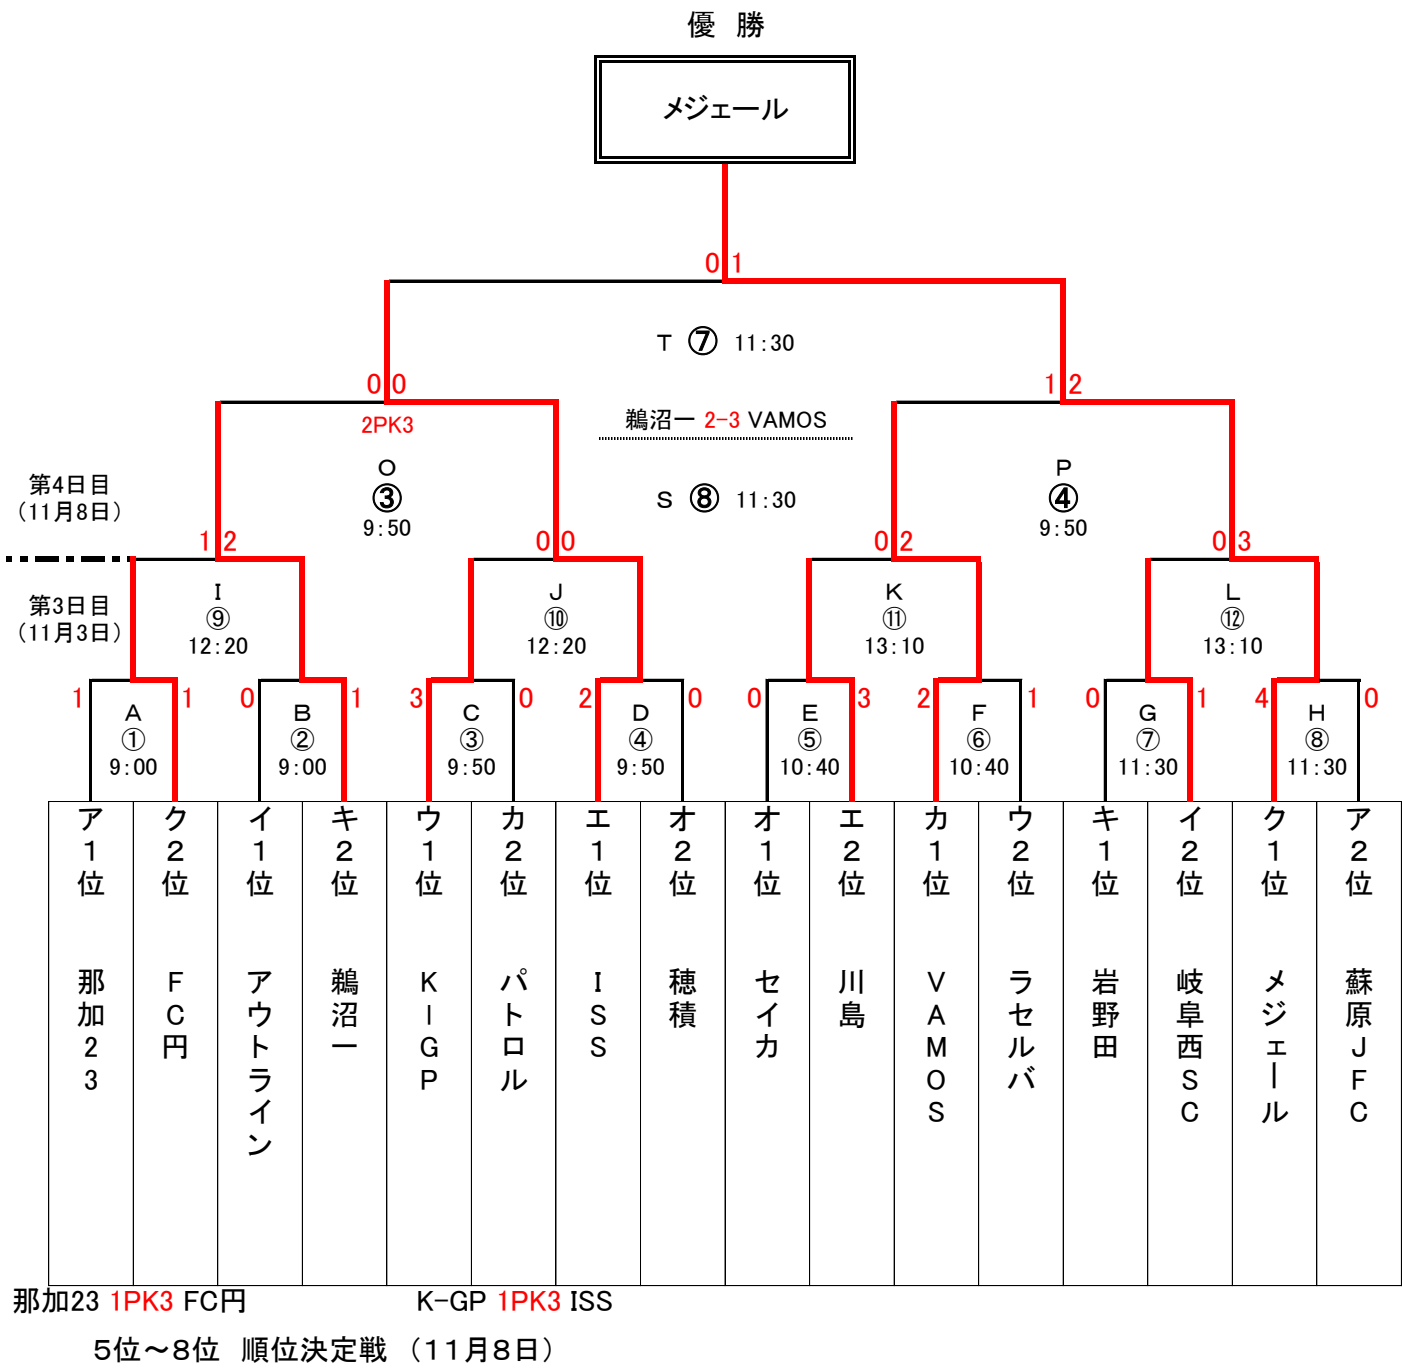 優 勝
メジェール
0 1
T ⑦ 11:30
0 0
1 2
2PK3
鵜沼一 2-3 VAMOS
O
③
9:50
S ⑧ 11:30
P
④
9:50
第4日目
（11月8日）
1 2
0 0
0 2
0 3
第3日目
（11月3日）
I
⑨
12:20
J
⑩
12:20
K
⑪
13:10
L
⑫
13:10
1 1
0 1
3 0
2 0
0 3
2 1
0 1
4 0
A
①
9:00
B
②
9:00
C
③
9:50
D
④
9:50
E
⑤
10:40
F
⑥
10:40
G
⑦
11:30
H
⑧
11:30
ア1位 那加23
ク2位 FC円
イ1位 アウトライン
キ2位 鵜沼一
ウ1位 K-GP
カ2位 パトロル
エ1位 ISS
オ2位 穂積
オ1位 セイカ
エ2位 川島
カ1位 VAMOS
ウ2位 ラセルバ
キ1位 岩野田
イ2位 岐阜西SC
ク1位 メジェール
ア2位 蘇原JFC
那加23 1PK3 FC円
K-GP 1PK3 ISS
5位～8位 順位決定戦 （11月8日）